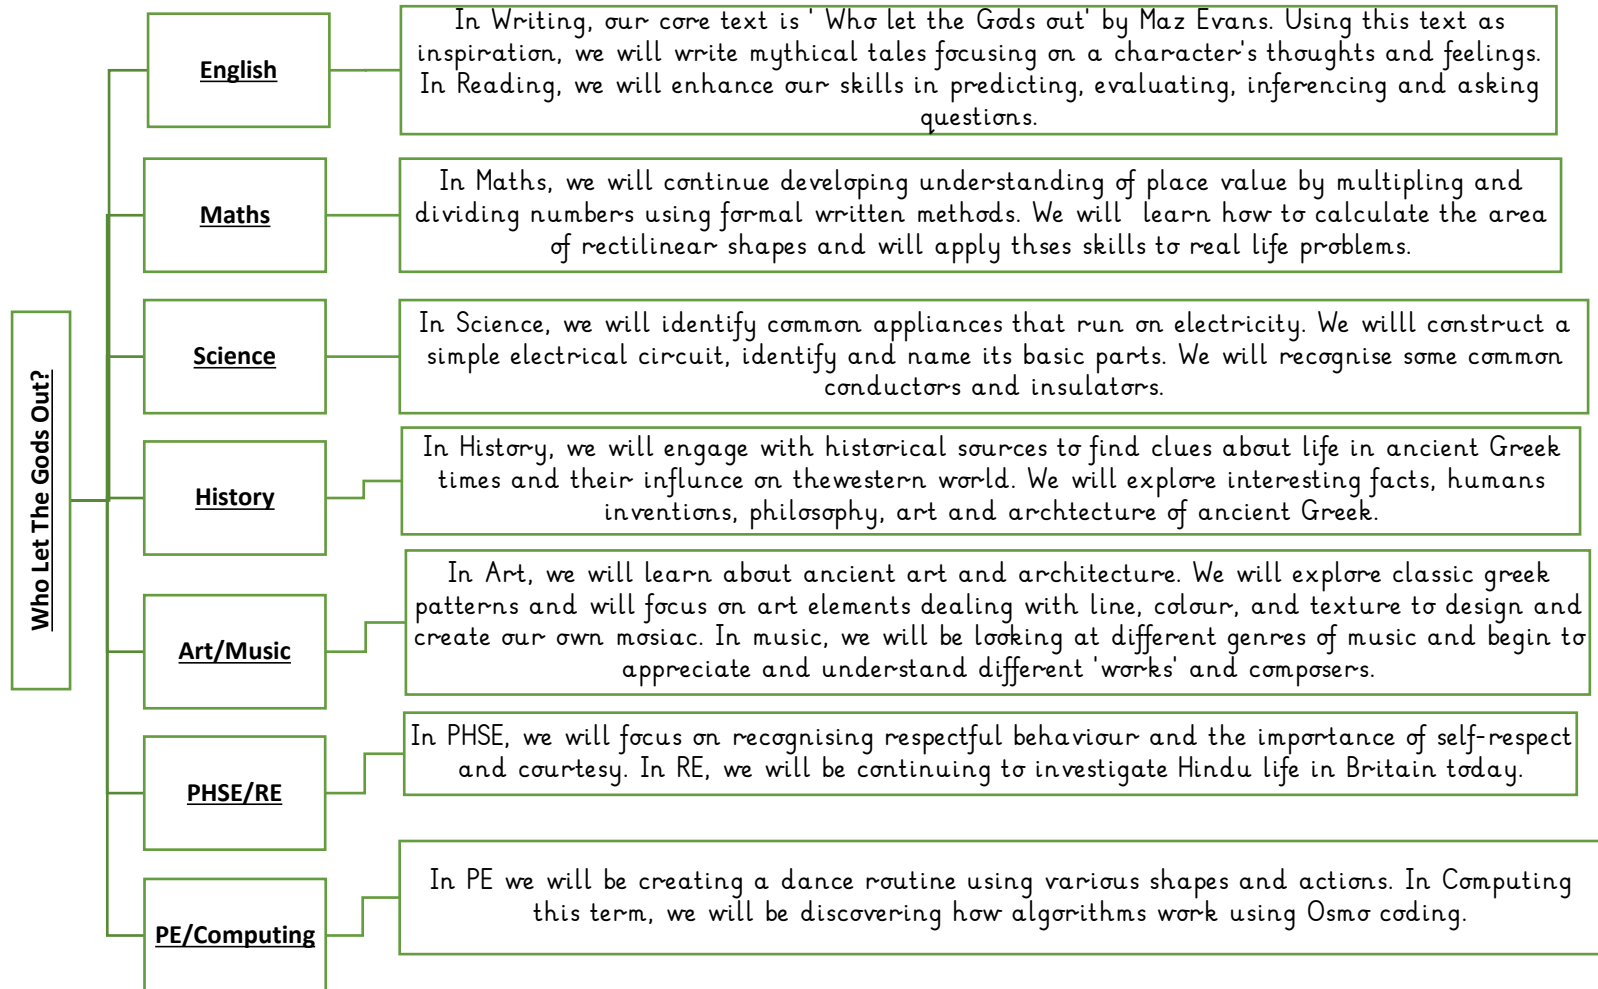 Who Let The Gods Out?
English
In Writing, our core text is ' Who let the Gods out' by Maz Evans. Using this text as
inspiration, we will write mythical tales focusing on a character's thoughts and feelings.
In Reading, we will enhance our skills in predicting, evaluating, inferencing and asking
questions.
Maths
In Maths, we will continue developing understanding of place value by multipling and
dividing numbers using formal written methods. We will  learn how to calculate the area
of rectilinear shapes and will apply thses skills to real life problems.
Science
In Science, we will identify common appliances that run on electricity. We willl construct a
simple electrical circuit, identify and name its basic parts. We will recognise some common
conductors and insulators.
History
In History, we will engage with historical sources to find clues about life in ancient Greek
times and their influnce on thewestern world. We will explore interesting facts, humans
inventions, philosophy, art and archtecture of ancient Greek.
Art/Music
In Art, we will learn about ancient art and architecture. We will explore classic greek
patterns and will focus on art elements dealing with line, colour, and texture to design and
create our own mosiac. In music, we will be looking at different genres of music and begin to
appreciate and understand different 'works' and composers.
PHSE/RE
In PHSE, we will focus on recognising respectful behaviour and the importance of self-respect
and courtesy. In RE, we will be continuing to investigate Hindu life in Britain today.
PE/Computing
In PE we will be creating a dance routine using various shapes and actions. In Computing
this term, we will be discovering how algorithms work using Osmo coding.